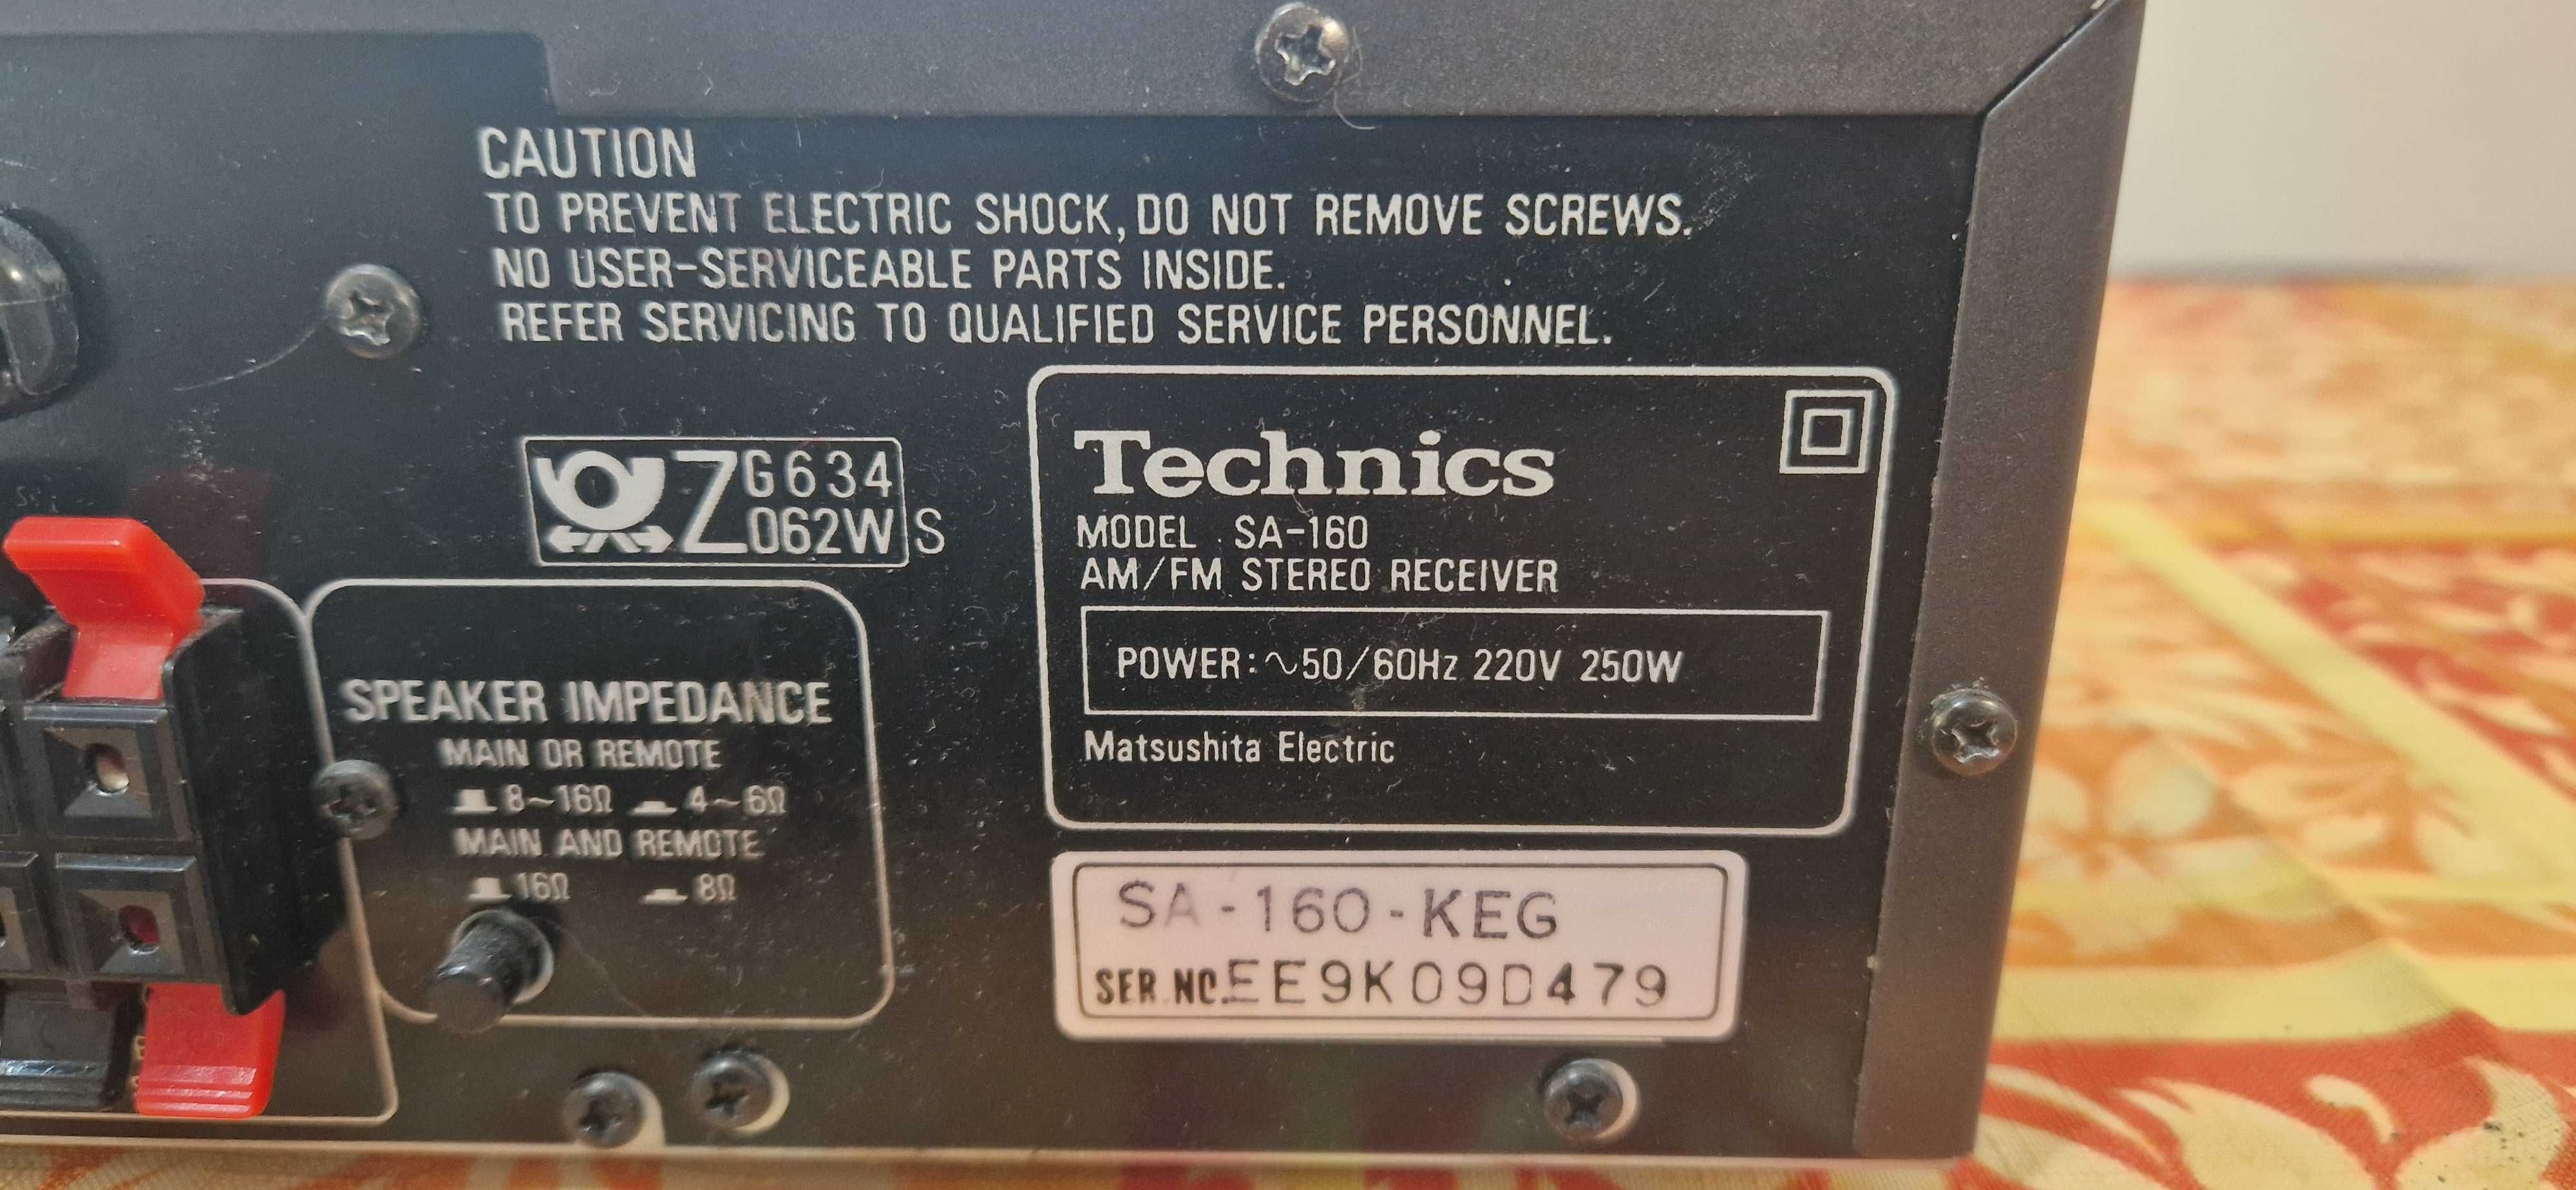 CAUTION
TO PREVENT ELECTRIC SHOCK, DO NOT REMOVE SCREWS.
NO USER-SERVICEABLE PARTS INSIDE.
REFER SERVICING TO QUALIFIED SERVICE PERSONNEL.
Z G634
062W S
Technics
MODEL SA-160
AM/FM STEREO RECEIVER
POWER: ~50/60Hz 220V 250W
Matsushita Electric
SPEAKER IMPEDANCE
MAIN OR REMOTE
8~16Ω 4~6Ω
MAIN AND REMOTE
16Ω 8Ω
SA-160-KEG
SER.NO.EE9K09D479